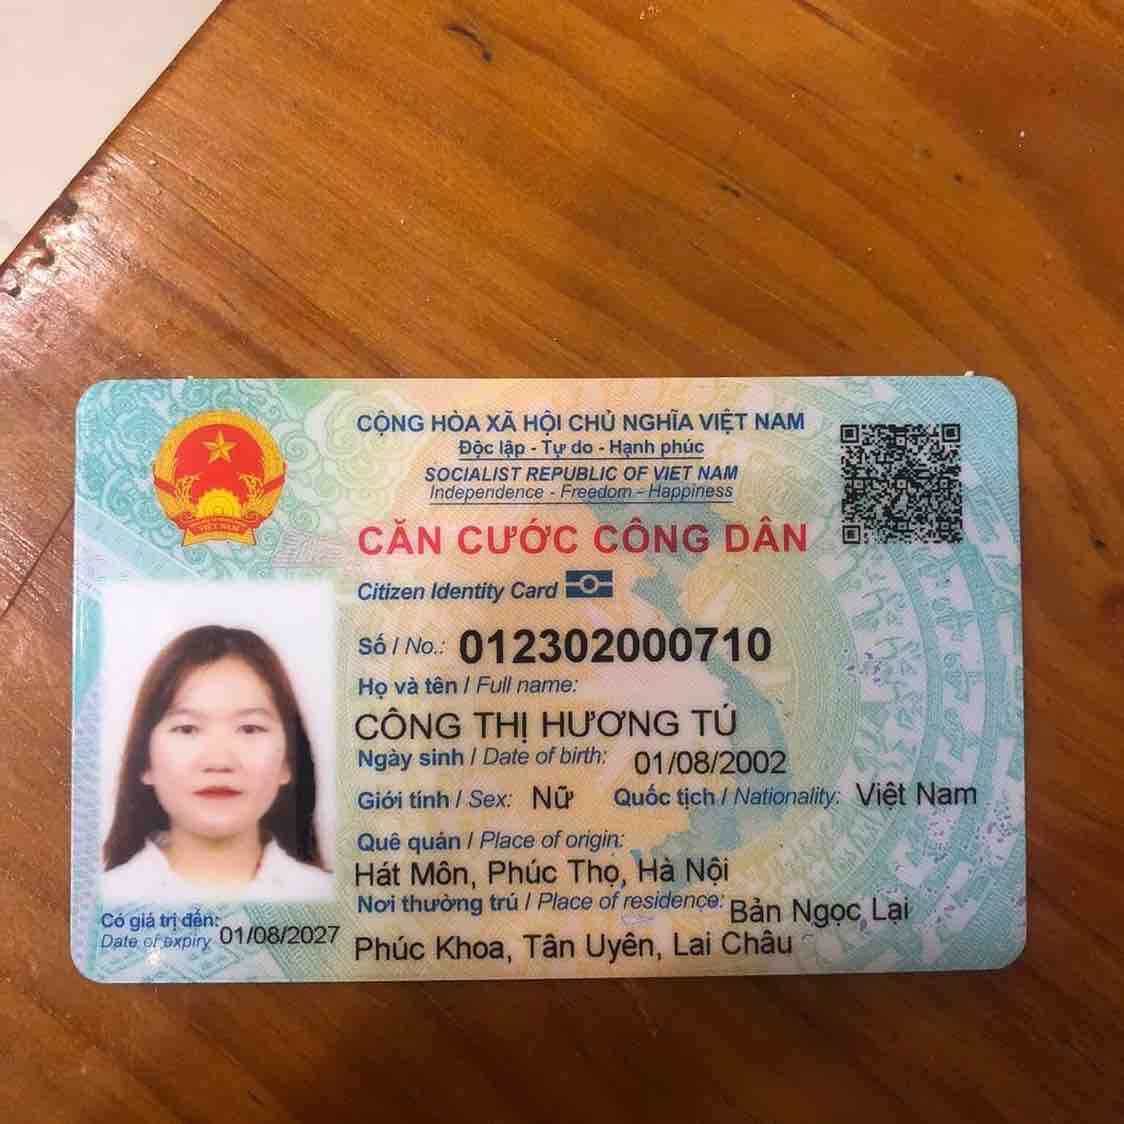 CỘNG HÒA XÃ HỘI CHỦ NGHĨA VIỆT NAM
Độc lập - Tự do - Hạnh phúc
SOCIALIST REPUBLIC OF VIET NAM
Independence - Freedom - Happiness
CĂN CƯỚC CÔNG DÂN
Citizen Identity Card
Số / No.: 012302000710
Họ và tên / Full name:
CÔNG THỊ HƯƠNG TÚ
Ngày sinh / Date of birth: 01/08/2002
Giới tính / Sex: Nữ Quốc tịch / Nationality: Việt Nam
Quê quán / Place of origin:
Hát Môn, Phúc Thọ, Hà Nội
Nơi thường trú / Place of residence: Bản Ngọc Lại
Phúc Khoa, Tân Uyên, Lai Châu
Có giá trị đến: 01/08/2027
Date of expiry
VIỆT NAM